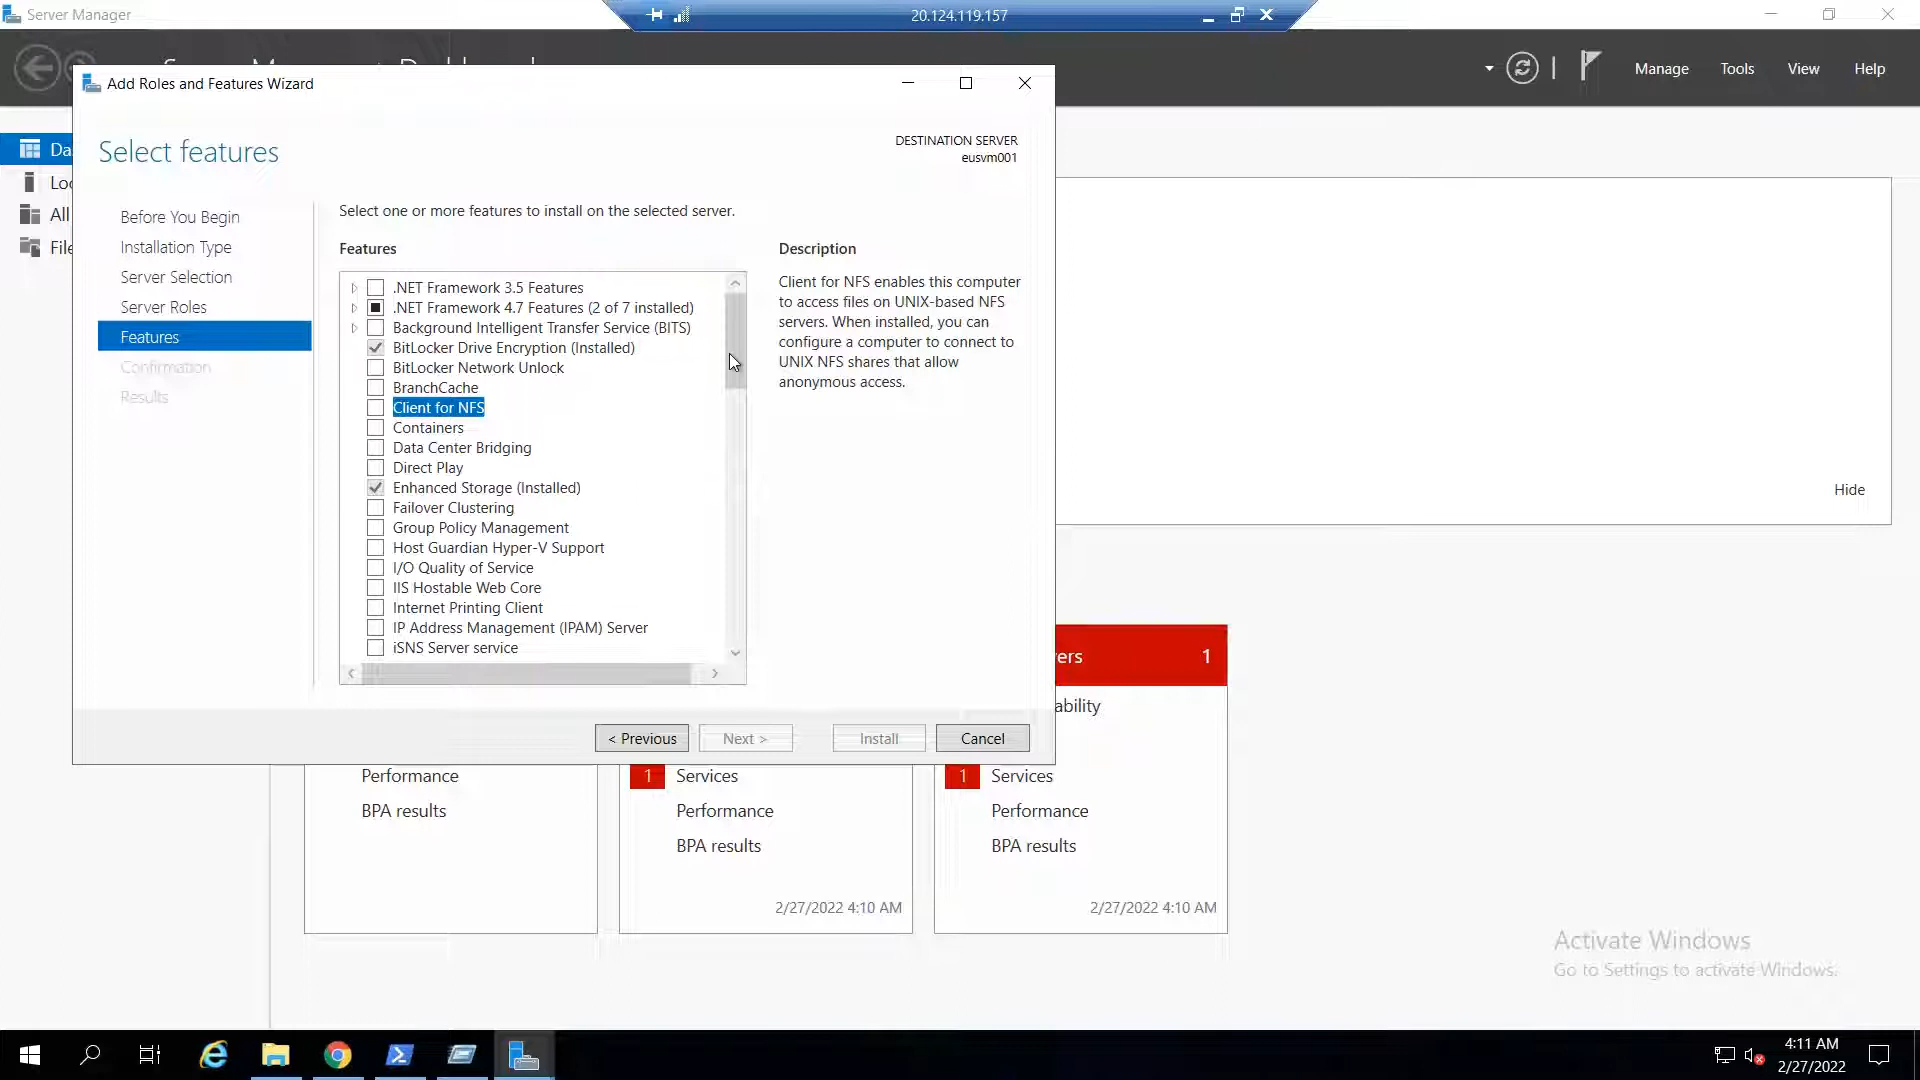 Server Manager
20.124.119.157
Manage
Tools
View
Help
Add Roles and Features Wizard
Select features
DESTINATION SERVER
eusvm001
Before You Begin
Installation Type
Server Selection
Server Roles
Features
Confirmation
Results
Select one or more features to install on the selected server.
Features
.NET Framework 3.5 Features
.NET Framework 4.7 Features (2 of 7 installed)
Background Intelligent Transfer Service (BITS)
BitLocker Drive Encryption (Installed)
BitLocker Network Unlock
BranchCache
Client for NFS
Containers
Data Center Bridging
Direct Play
Enhanced Storage (Installed)
Failover Clustering
Group Policy Management
Host Guardian Hyper-V Support
I/O Quality of Service
IIS Hostable Web Core
Internet Printing Client
IP Address Management (IPAM) Server
iSNS Server service
Description
Client for NFS enables this computer
to access files on UNIX-based NFS
servers. When installed, you can
configure a computer to connect to
UNIX NFS shares that allow
anonymous access.
< Previous
Next >
Install
Cancel
Da
Loc
All
File
Hide
ers
1
ability
Performance
BPA results
1 Services
Performance
BPA results
2/27/2022 4:10 AM
1 Services
Performance
BPA results
2/27/2022 4:10 AM
Activate Windows
Go to Settings to activate Windows.
4:11 AM
2/27/2022